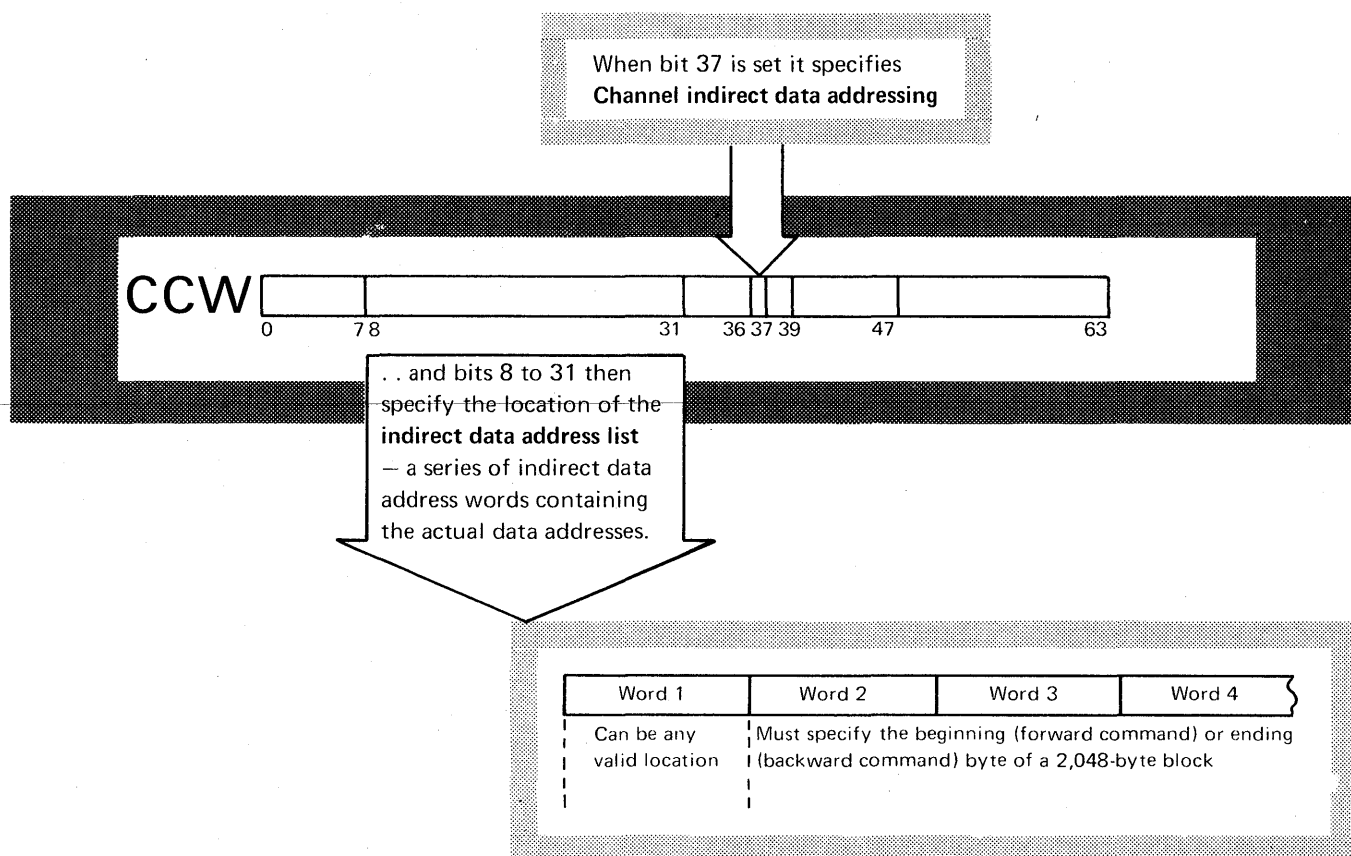 When bit 37 is set it specifies
Channel indirect data addressing
CCW
0 7 8 31 36 37 39 47 63
. . and bits 8 to 31 then
specify the location of the
indirect data address list
— a series of indirect data
address words containing
the actual data addresses.
Word 1 Word 2 Word 3 Word 4
Can be any
valid location
Must specify the beginning (forward command) or ending
(backward command) byte of a 2,048-byte block